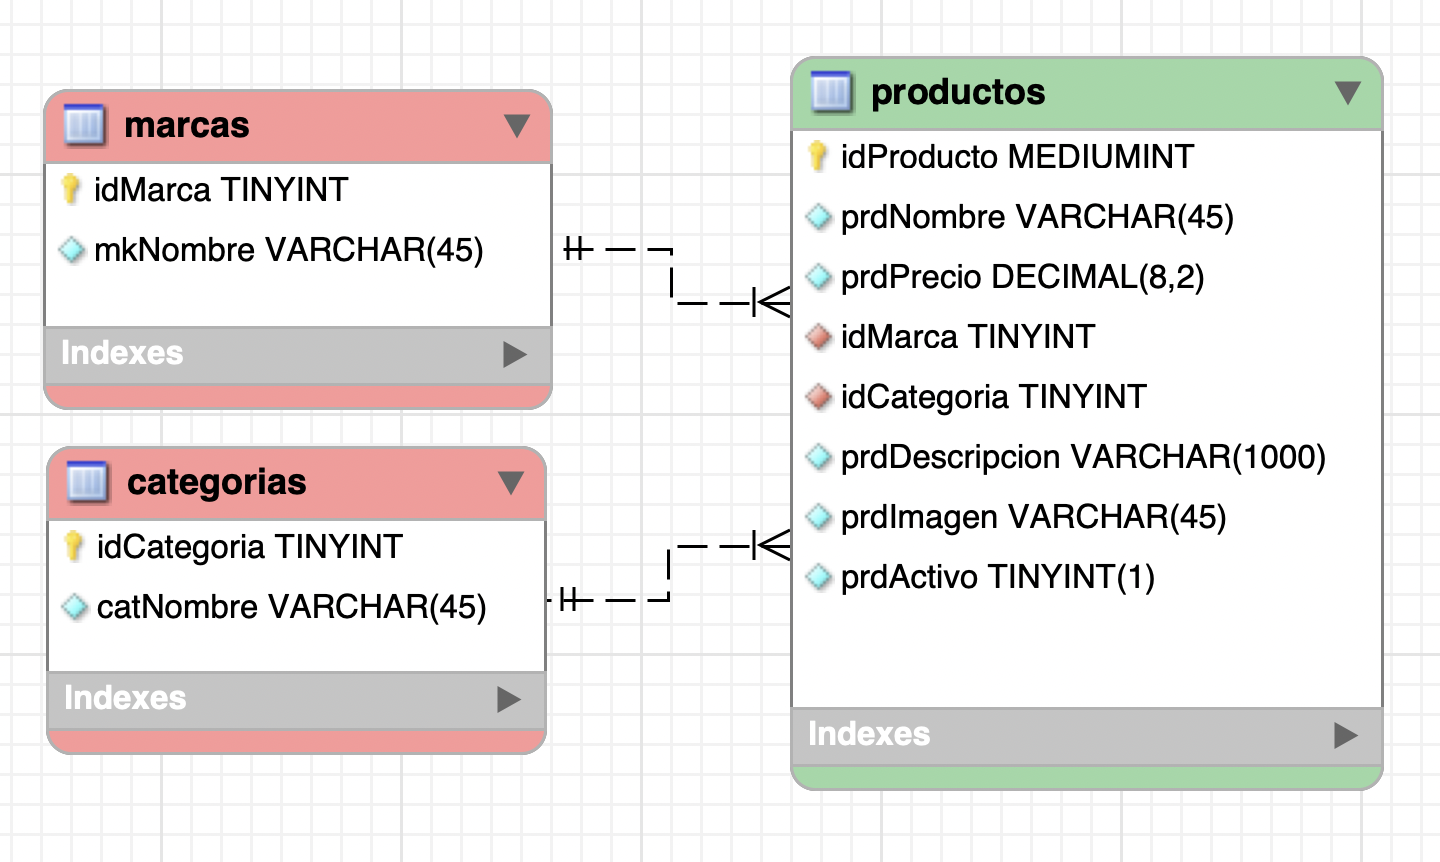 marcas
idMarca TINYINT
mkNombre VARCHAR(45)
Indexes
categorias
idCategoria TINYINT
catNombre VARCHAR(45)
Indexes
productos
idProducto MEDIUMINT
prdNombre VARCHAR(45)
prdPrecio DECIMAL(8,2)
idMarca TINYINT
idCategoria TINYINT
prdDescripcion VARCHAR(1000)
prdImagen VARCHAR(45)
prdActivo TINYINT(1)
Indexes